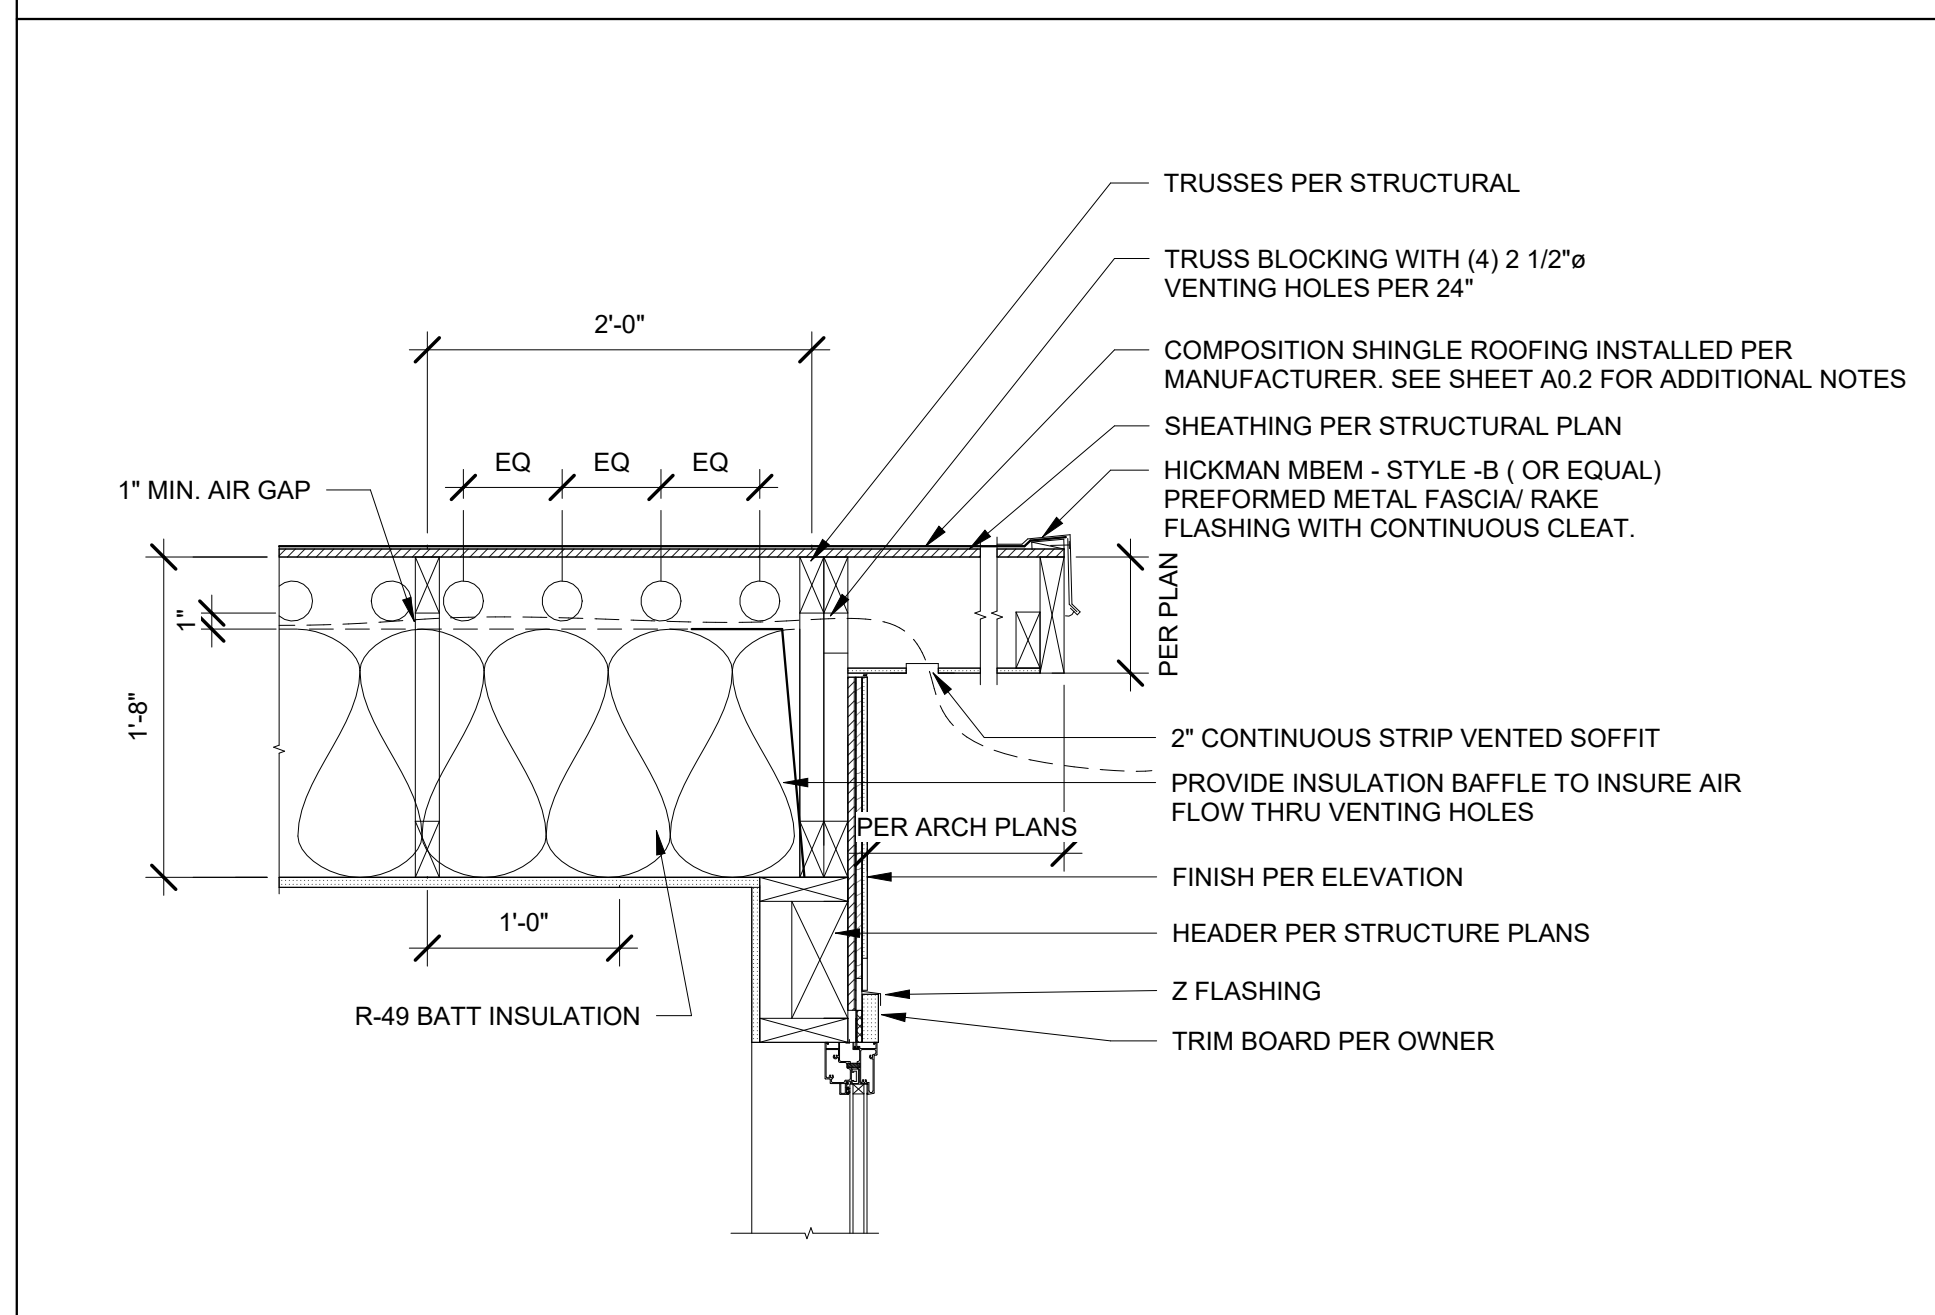 TRUSSES PER STRUCTURAL
TRUSS BLOCKING WITH (4) 2 1/2"ø
VENTING HOLES PER 24"
2'-0"
COMPOSITION SHINGLE ROOFING INSTALLED PER
MANUFACTURER. SEE SHEET A0.2 FOR ADDITIONAL NOTES
SHEATHING PER STRUCTURAL PLAN
EQ
EQ
EQ
HICKMAN MBEM - STYLE -B ( OR EQUAL)
PREFORMED METAL FASCIA/ RAKE
FLASHING WITH CONTINUOUS CLEAT.
1" MIN. AIR GAP
PER PLAN
1"
1'-8"
2" CONTINUOUS STRIP VENTED SOFFIT
PROVIDE INSULATION BAFFLE TO INSURE AIR
FLOW THRU VENTING HOLES
PER ARCH PLANS
FINISH PER ELEVATION
1'-0"
HEADER PER STRUCTURE PLANS
Z FLASHING
R-49 BATT INSULATION
TRIM BOARD PER OWNER